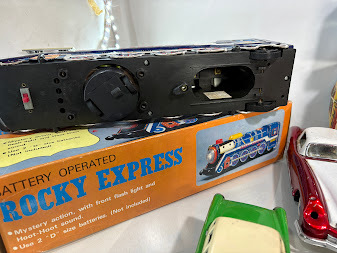 BATTERY OPERATED
ROCKY EXPRESS
• Mystery action, with front flash light and
Hoot-Hoot sound.
• Use 2 "D" size batteries. (Not included)